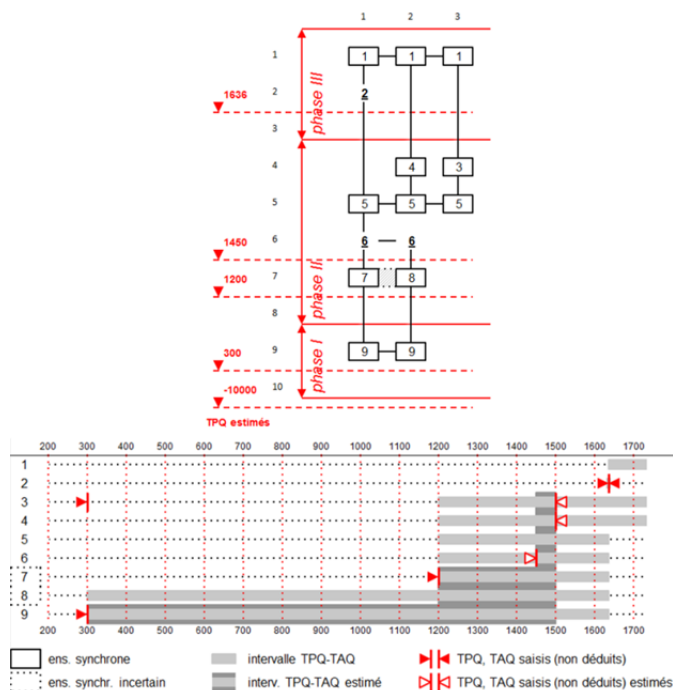 1 2 3
1 1 1 1
1636 2 2
3
phase III
4 4 3
5 5 5 5
1450 6 6 — 6
1200 7 7 8
8
phase II
300 9 9 9
-10000 10
phase I
TPQ estimés
200 300 400 500 600 700 800 900 1000 1100 1200 1300 1400 1500 1600 1700
1
2
3
4
5
6
7
8
9
200 300 400 500 600 700 800 900 1000 1100 1200 1300 1400 1500 1600 1700
ens. synchrone intervalle TPQ-TAQ TPQ, TAQ saisis (non déduits)
ens. synchr. incertain interv. TPQ-TAQ estimé TPQ, TAQ saisis (non déduits) estimés